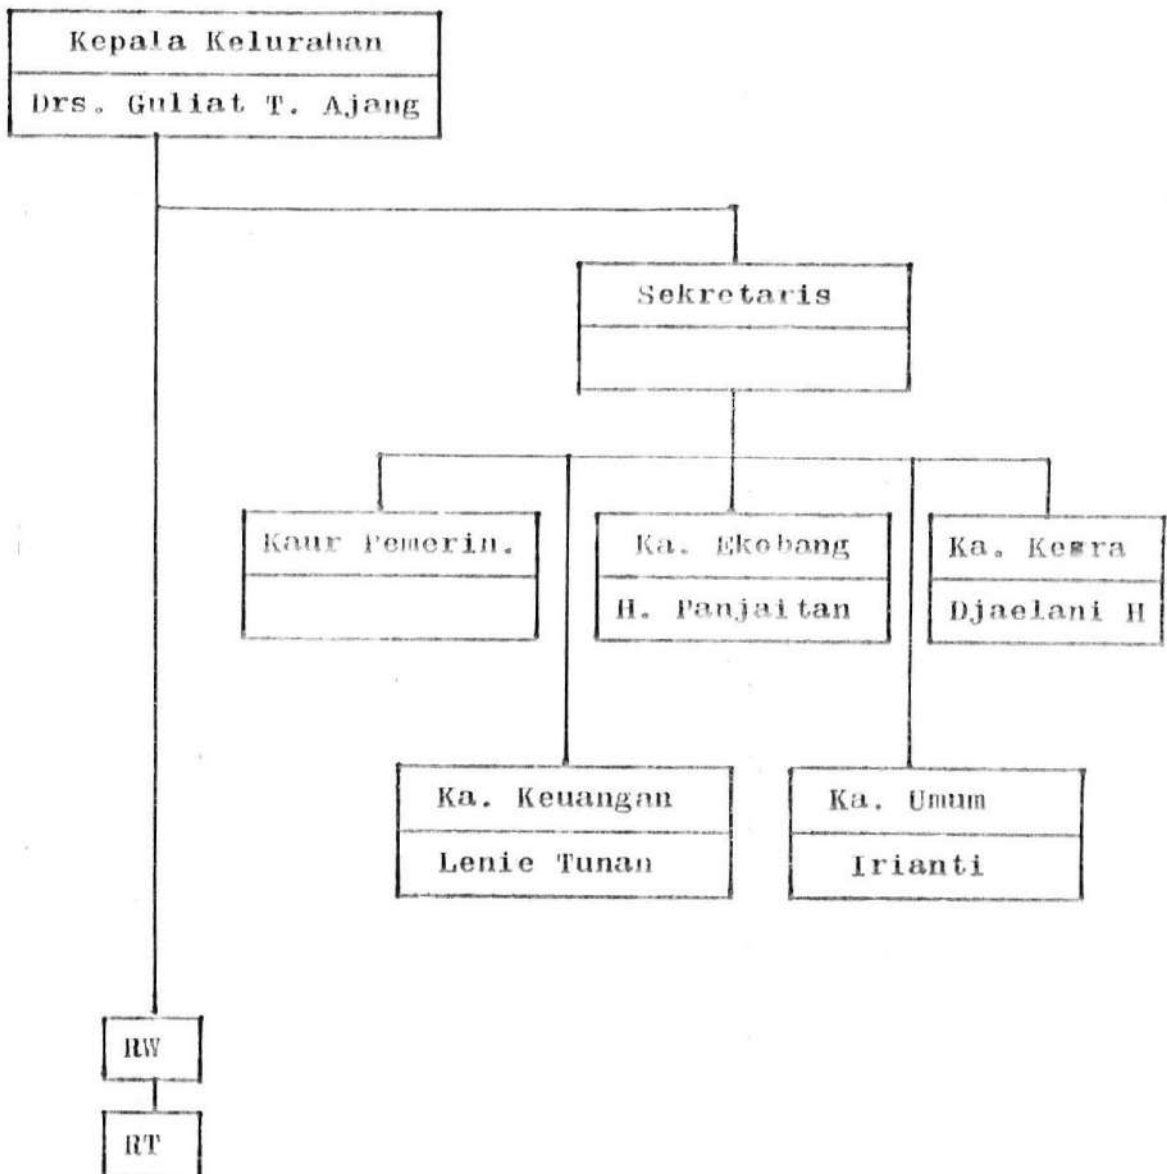 Kepala Kelurahan
Drs. Guliat T. Ajang
Sekretaris
Kaur Pemerin.
Ka. Ekobang
H. Panjaitan
Ka. Kesra
Djaelani H
Ka. Keuangan
Lenie Tunan
Ka. Umum
Irianti
RW
RT